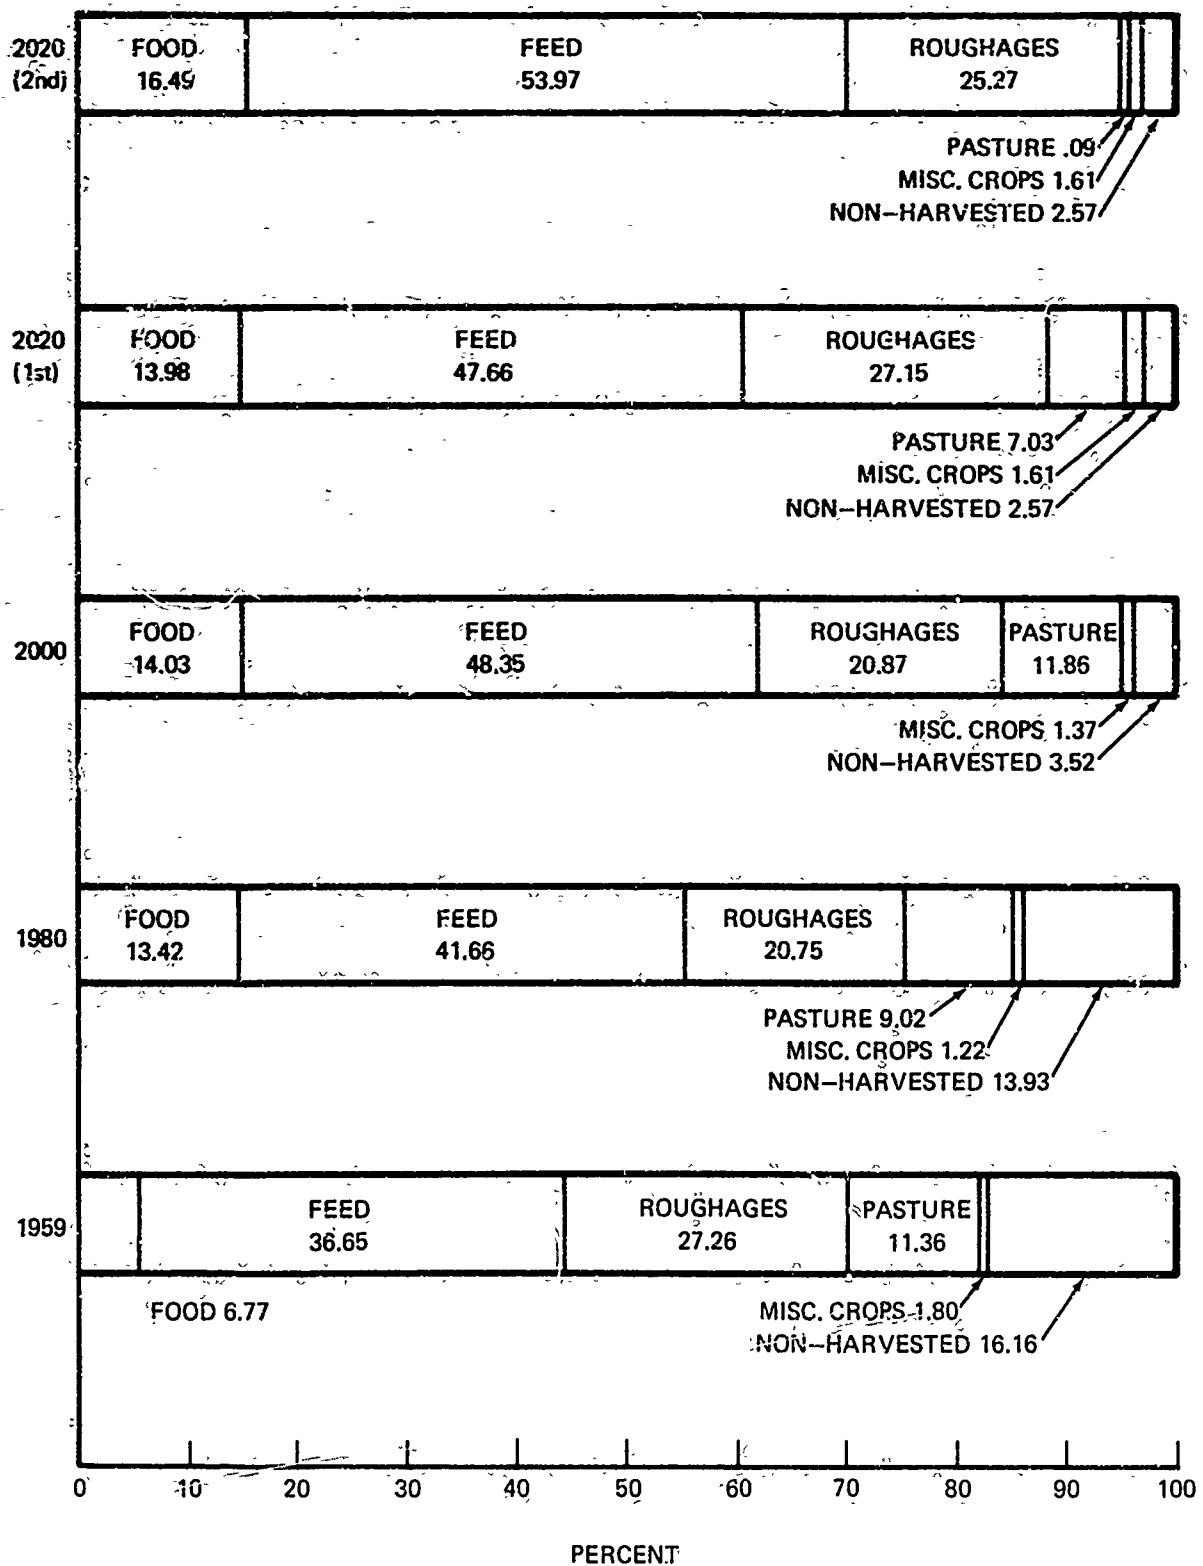 2020
(2nd)
FOOD
16.49
FEED
53.97
ROUGHAGES
25.27
PASTURE .09
MISC. CROPS 1.61
NON-HARVESTED 2.57
2020
(1st)
FOOD
13.98
FEED
47.66
ROUGHAGES
27.15
PASTURE 7.03
MISC. CROPS 1.61
NON-HARVESTED 2.57
2000
FOOD
14.03
FEED
48.35
ROUGHAGES
20.87
PASTURE
11.86
MISC. CROPS 1.37
NON-HARVESTED 3.52
1980
FOOD
13.42
FEED
41.66
ROUGHAGES
20.75
PASTURE 9.02
MISC. CROPS 1.22
NON-HARVESTED 13.93
1959
FEED
36.65
ROUGHAGES
27.26
PASTURE
11.36
FOOD 6.77
MISC. CROPS 1.80
NON-HARVESTED 16.16
0 10 20 30 40 50 60 70 80 90 100
PERCENT